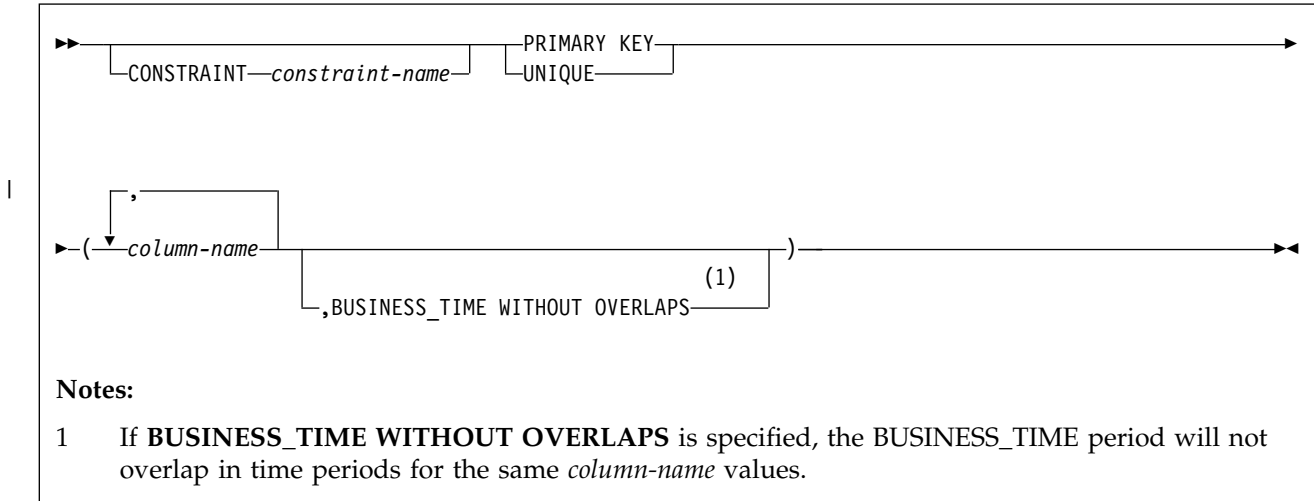 PRIMARY KEY
CONSTRAINT constraint-name UNIQUE
|
,
( column-name )
(1)
,BUSINESS_TIME WITHOUT OVERLAPS
Notes:
1 If BUSINESS_TIME WITHOUT OVERLAPS is specified, the BUSINESS_TIME period will not
overlap in time periods for the same column-name values.